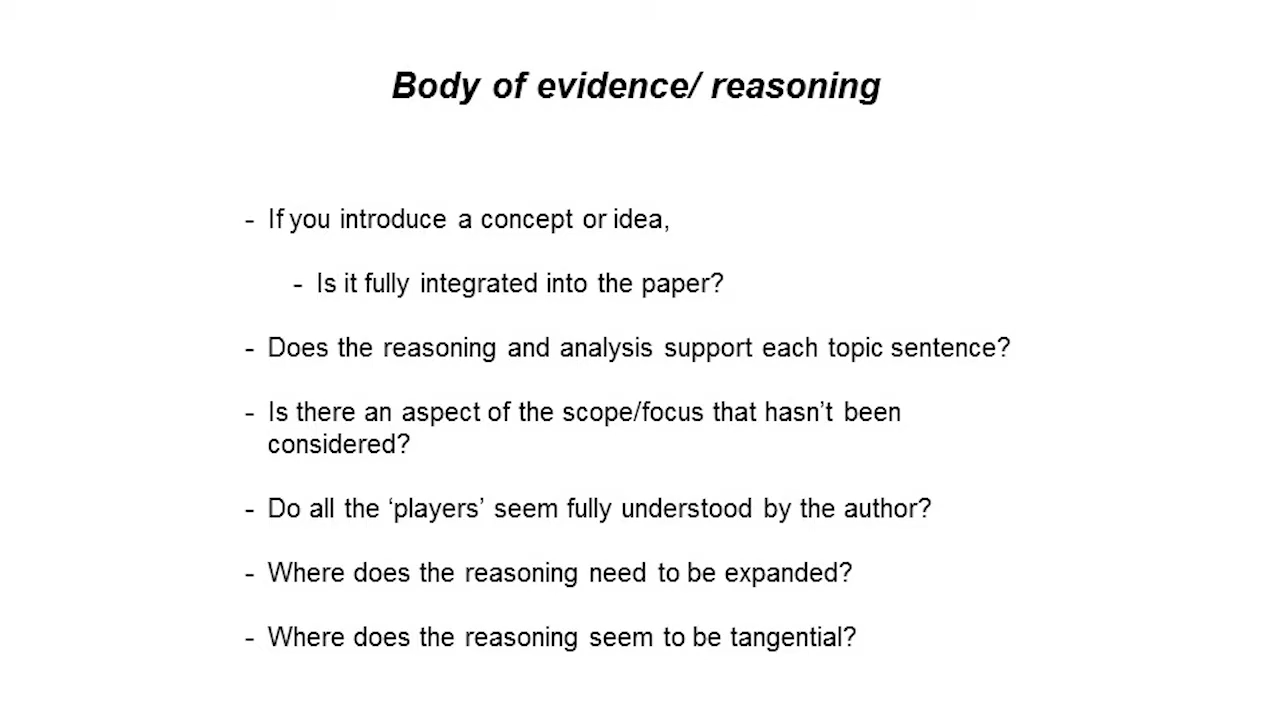 Body of evidence/ reasoning
- If you introduce a concept or idea,
- Is it fully integrated into the paper?
- Does the reasoning and analysis support each topic sentence?
- Is there an aspect of the scope/focus that hasn’t been
considered?
- Do all the ‘players’ seem fully understood by the author?
- Where does the reasoning need to be expanded?
- Where does the reasoning seem to be tangential?